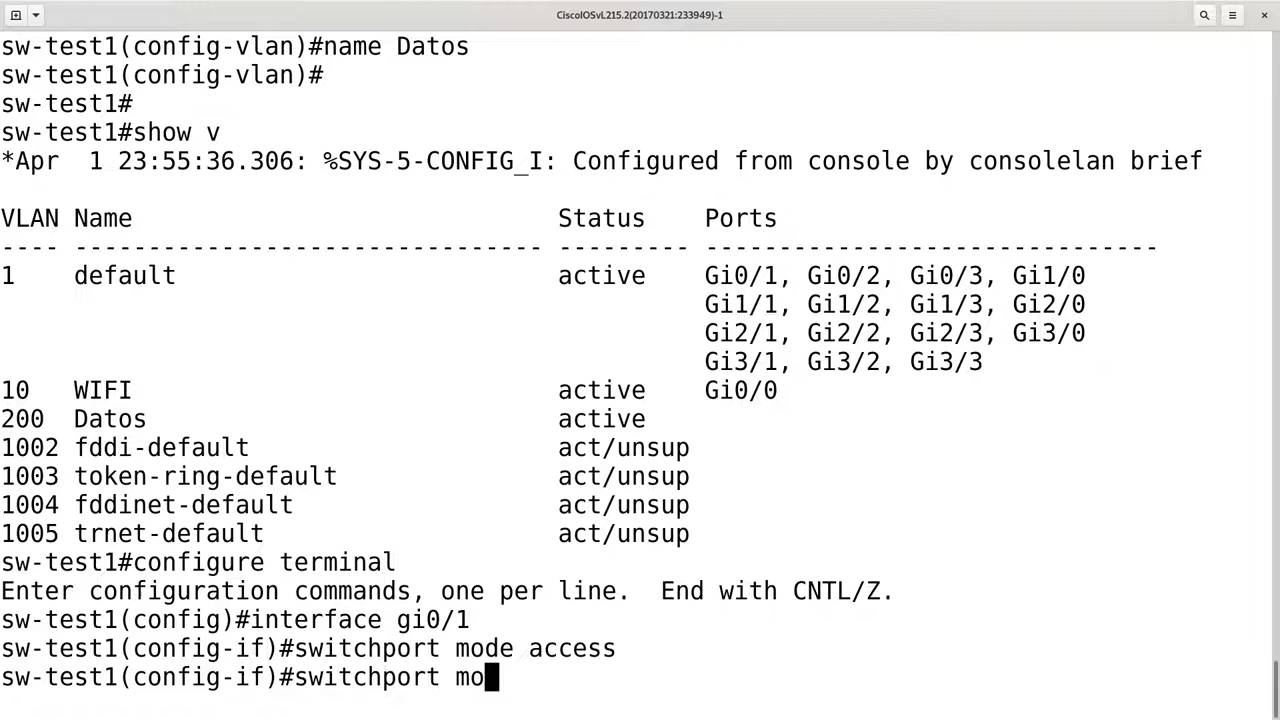 CiscoIOSvL215.2(20170321:233949)-1
sw-test1(config-vlan)#name Datos
sw-test1(config-vlan)#
sw-test1#
sw-test1#show v
*Apr  1 23:55:36.306: %SYS-5-CONFIG_I: Configured from console by consolelan brief
VLAN Name                             Status    Ports
---- -------------------------------- --------- -------------------------------
1    default                          active    Gi0/1, Gi0/2, Gi0/3, Gi1/0
                                                Gi1/1, Gi1/2, Gi1/3, Gi2/0
                                                Gi2/1, Gi2/2, Gi2/3, Gi3/0
                                                Gi3/1, Gi3/2, Gi3/3
10   WIFI                             active    Gi0/0
200  Datos                            active
1002 fddi-default                     act/unsup
1003 token-ring-default               act/unsup
1004 fddinet-default                  act/unsup
1005 trnet-default                    act/unsup
sw-test1#configure terminal
Enter configuration commands, one per line.  End with CNTL/Z.
sw-test1(config)#interface gi0/1
sw-test1(config-if)#switchport mode access
sw-test1(config-if)#switchport mo